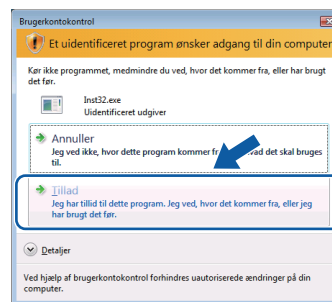 Brugerkontokontrol
Et uidentificeret program ønsker adgang til din computer
Kør ikke programmet, medmindre du ved, hvor det kommer fra, eller har brugt
det før.
Inst32.exe
Uidentificeret udgiver
Annuller
Jeg ved ikke, hvor dette program kommer vad det skal bruges
til.
Tillad
Jeg har tillid til dette program. Jeg ved, hvor det kommer fra, eller jeg
har brugt det før.
Detaljer
Ved hjælp af brugerkontokontrol forhindres uautoriserede ændringer på din
computer.